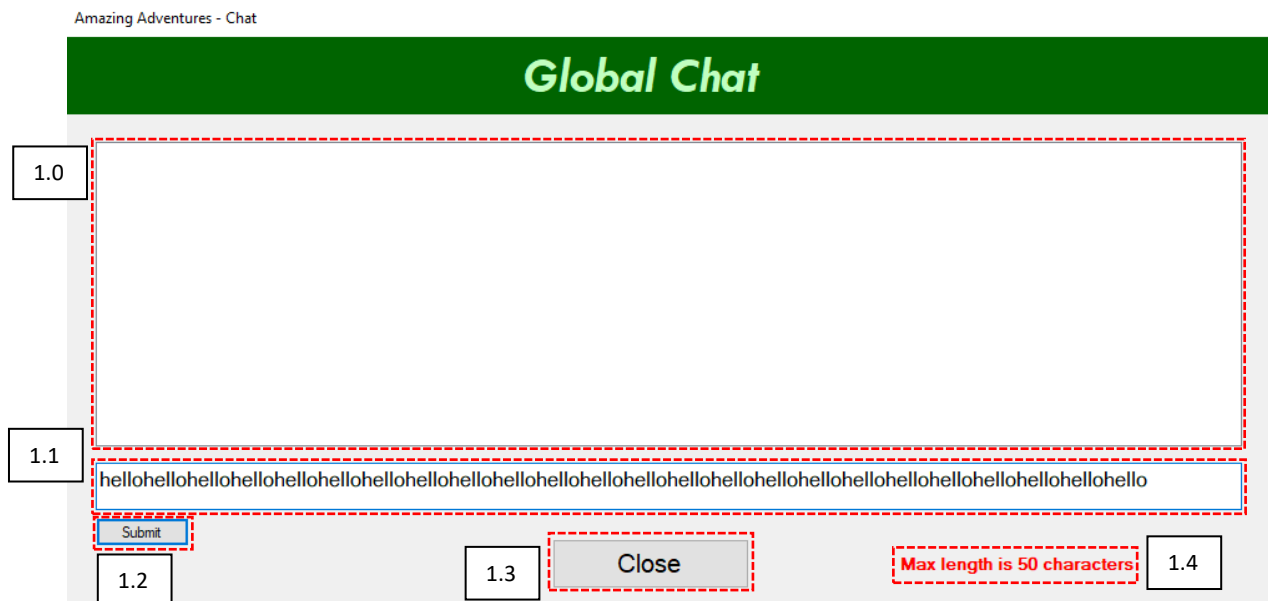 Amazing Adventures - Chat
Global Chat
1.0
1.1
hellohellohellohellohellohellohellohellohellohellohellohellohellohellohellohellohellohellohellohellohellohellohellohello
Submit
1.2
1.3
Close
Max length is 50 characters
1.4